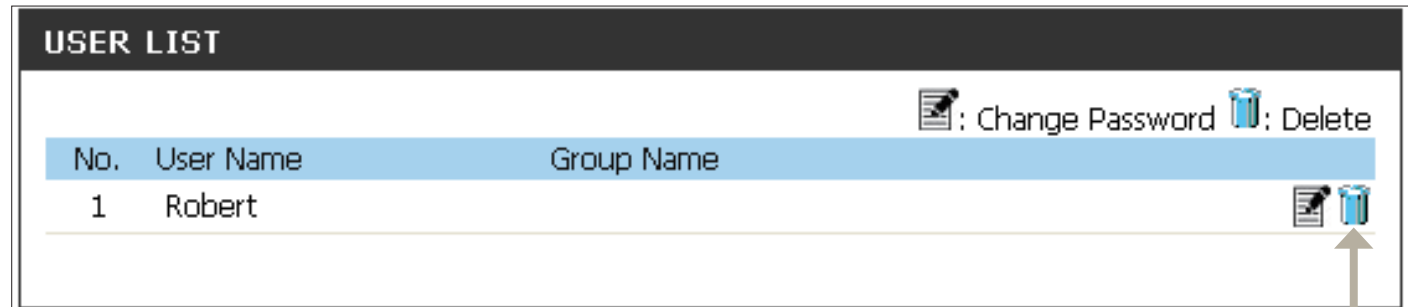 USER LIST
: Change Password : Delete
No. User Name Group Name
1 Robert